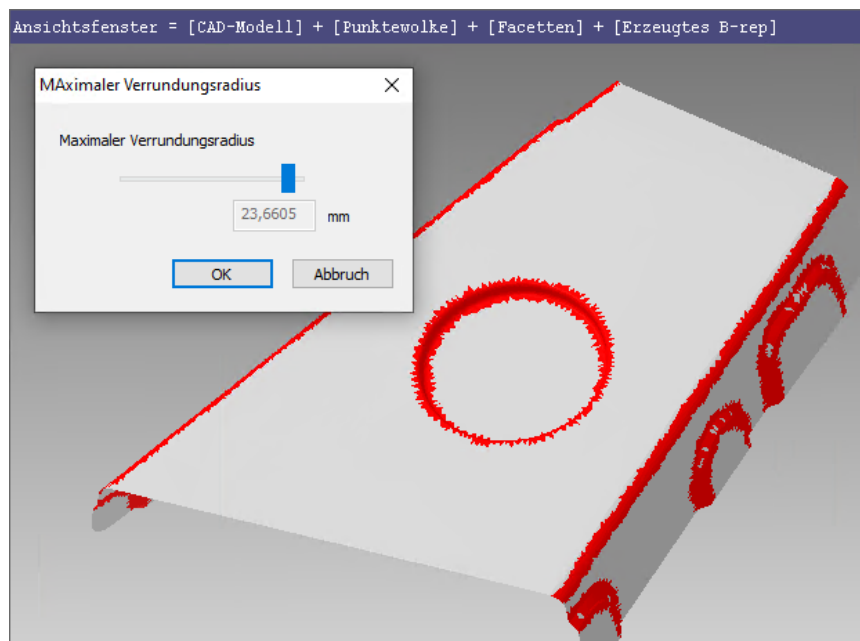 Ansichtsfenster = [CAD-Modell] + [Punktewolke] + [Facetten] + [Erzeugtes B-rep]
MAximaler Verrundungsradius
Maximaler Verrundungsradius
23,6605 mm
OK Abbruch